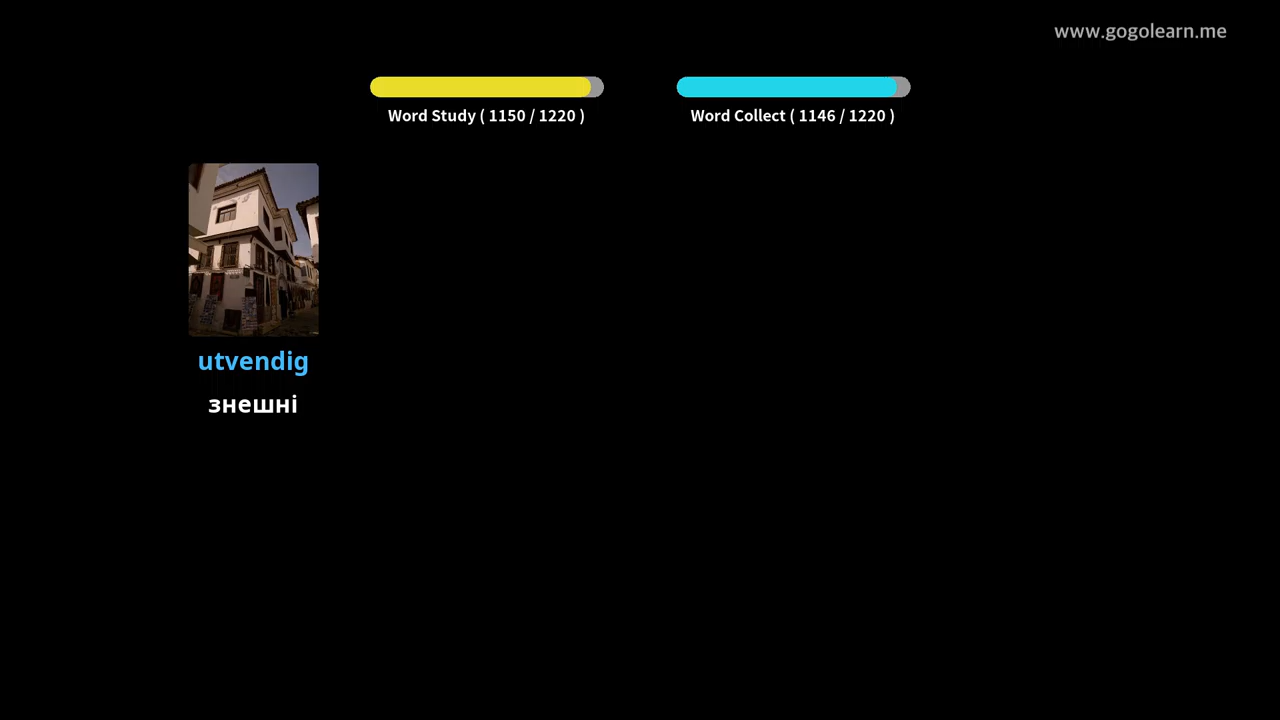 www.gogolearn.me
Word Study ( 1150 / 1220 )
Word Collect ( 1146 / 1220 )
utvendig
знешні